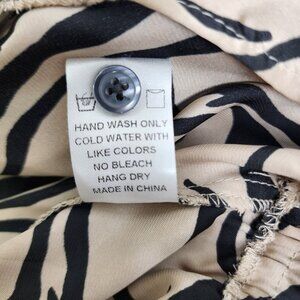 HAND WASH ONLY
COLD WATER WITH
LIKE COLORS
NO BLEACH
HANG DRY
MADE IN CHINA